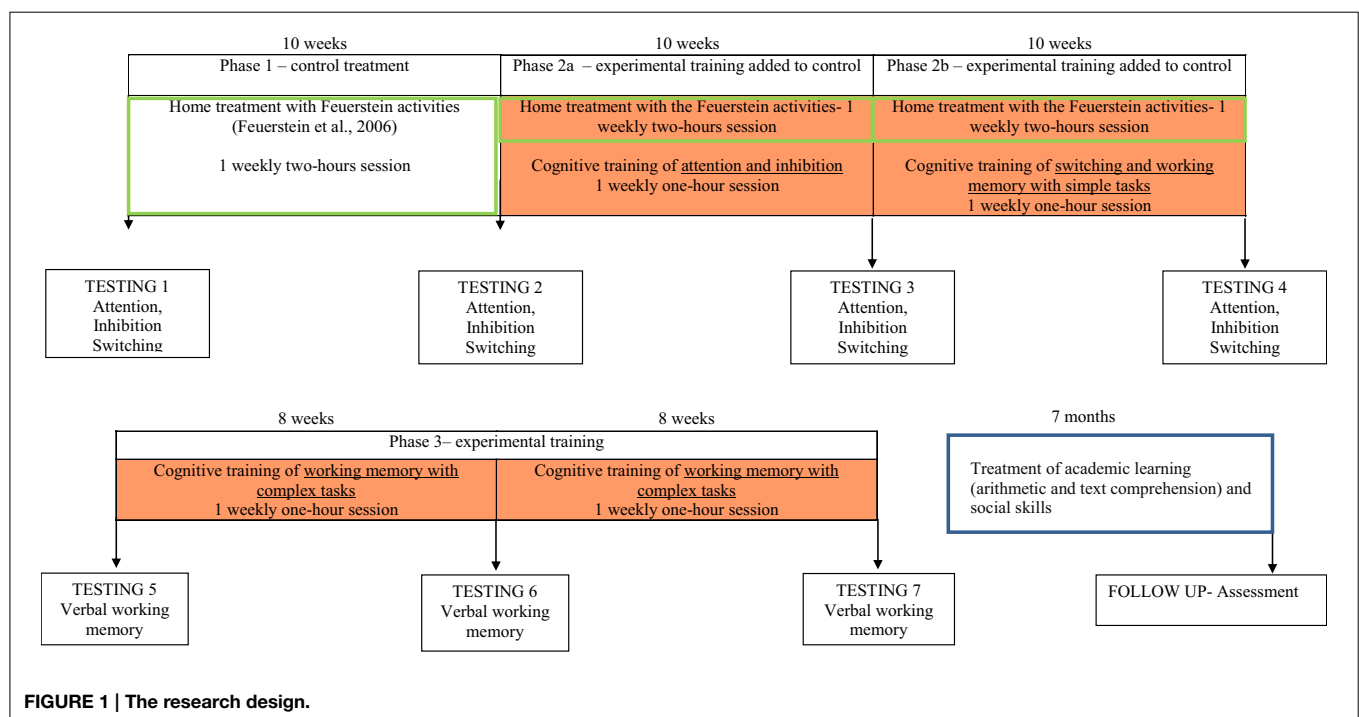 10 weeks
10 weeks
10 weeks
Phase 1 – control treatment
Phase 2a – experimental training added to control
Phase 2b – experimental training added to control
Home treatment with Feuerstein activities
(Feuerstein et al., 2006)
1 weekly two-hours session
Home treatment with the Feuerstein activities- 1
weekly two-hours session
Cognitive training of attention and inhibition
1 weekly one-hour session
Home treatment with the Feuerstein activities- 1
weekly two-hours session
Cognitive training of switching and working
memory with simple tasks
1 weekly one-hour session
TESTING 1
Attention,
Inhibition
Switching
TESTING 2
Attention,
Inhibition
Switching
TESTING 3
Attention,
Inhibition
Switching
TESTING 4
Attention,
Inhibition
Switching
8 weeks
8 weeks
7 months
Phase 3– experimental training
Cognitive training of working memory with
complex tasks
1 weekly one-hour session
Cognitive training of working memory with
complex tasks
1 weekly one-hour session
Treatment of academic learning
(arithmetic and text comprehension) and
social skills
TESTING 5
Verbal working
memory
TESTING 6
Verbal working
memory
TESTING 7
Verbal working
memory
FOLLOW UP- Assessment
FIGURE 1 | The research design.